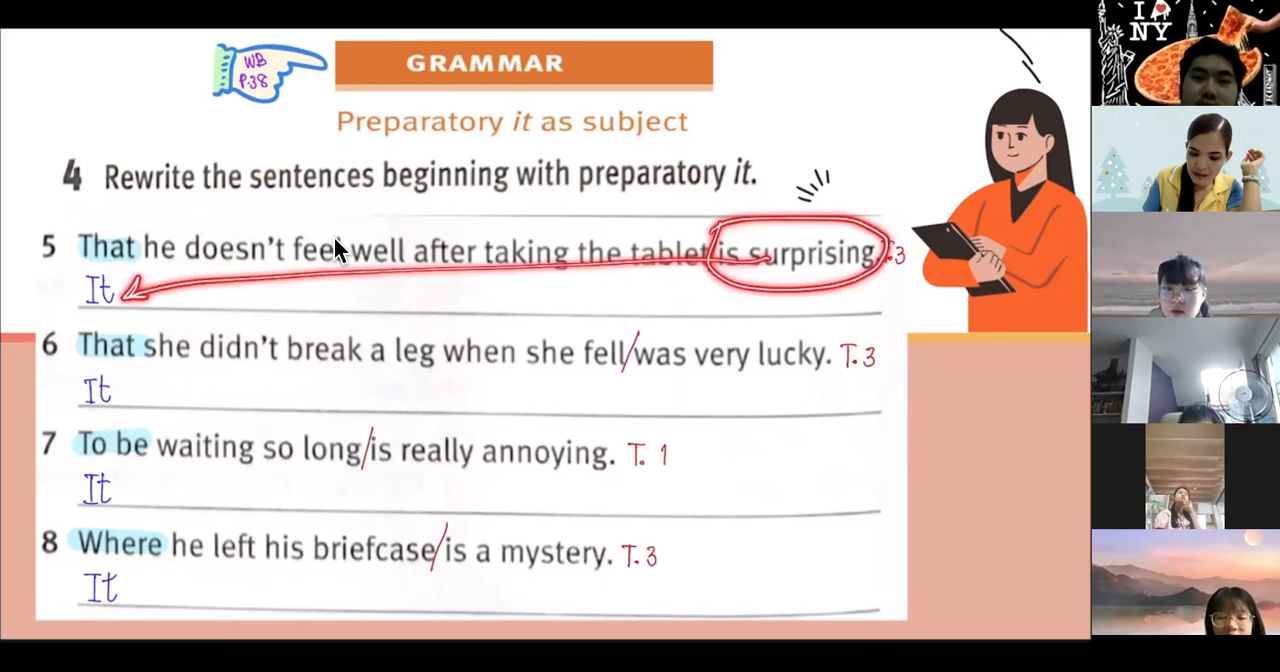 WB
P.38
GRAMMAR
Preparatory it as subject
4 Rewrite the sentences beginning with preparatory it.
5 That he doesn't feel well after taking the tablet is surprising. T.3
It
6 That she didn't break a leg when she fell/was very lucky. T.3
It
7 To be waiting so long/is really annoying. T. 1
It
8 Where he left his briefcase/is a mystery. T.3
It
I
NY